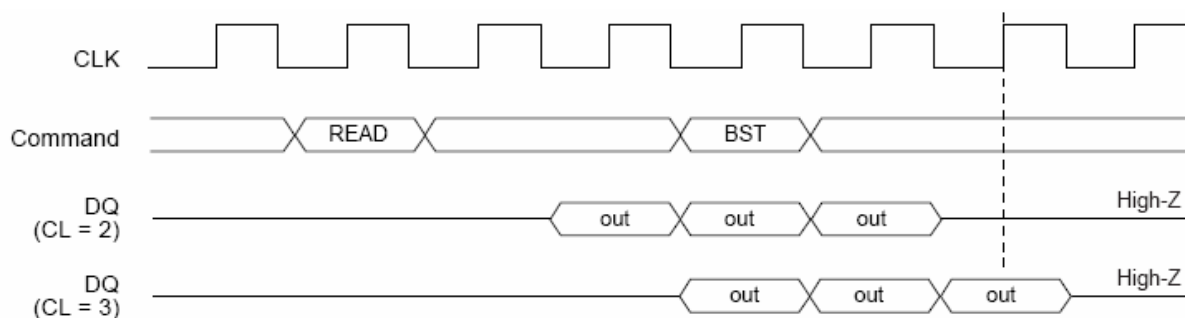 CLK
Command READ BST
DQ
(CL = 2) out out out High-Z
DQ
(CL = 3) out out out High-Z